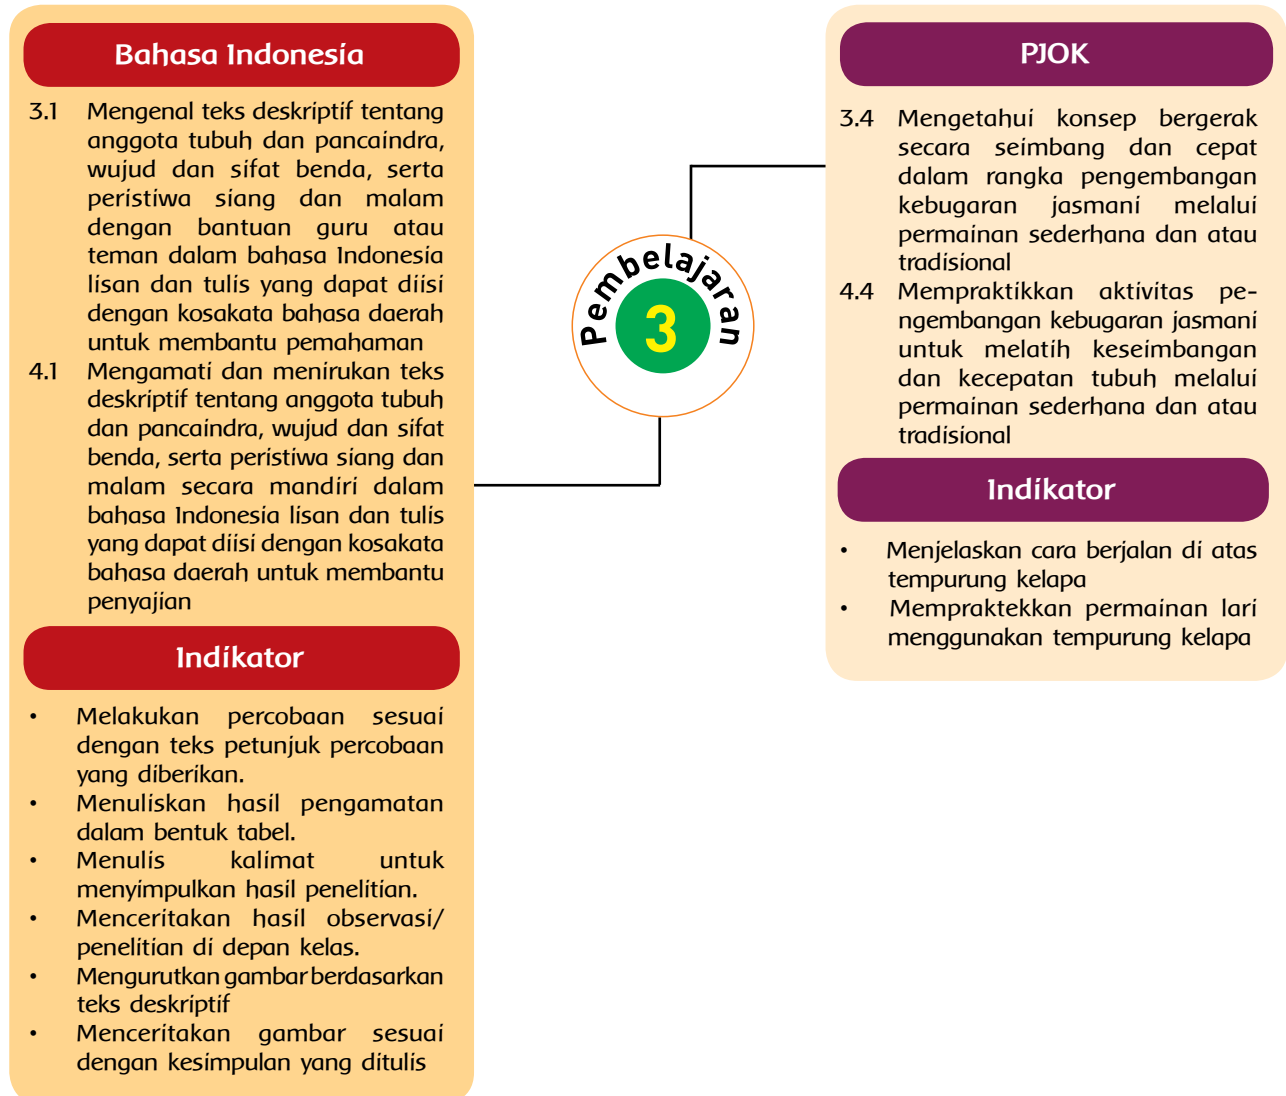 Bahasa Indonesia
3.1 Mengenal teks deskriptif tentang
anggota tubuh dan pancaindra,
wujud dan sifat benda, serta
peristiwa siang dan malam
dengan bantuan guru atau
teman dalam bahasa Indonesia
lisan dan tulis yang dapat diisi
dengan kosakata bahasa daerah
untuk membantu pemahaman
4.1 Mengamati dan menirukan teks
deskriptif tentang anggota tubuh
dan pancaindra, wujud dan sifat
benda, serta peristiwa siang dan
malam secara mandiri dalam
bahasa Indonesia lisan dan tulis
yang dapat diisi dengan kosakata
bahasa daerah untuk membantu
penyajian
Indikator
• Melakukan percobaan sesuai
dengan teks petunjuk percobaan
yang diberikan.
• Menuliskan hasil pengamatan
dalam bentuk tabel.
• Menulis kalimat untuk
menyimpulkan hasil penelitian.
• Menceritakan hasil observasi/
penelitian di depan kelas.
• Mengurutkan gambar berdasarkan
teks deskriptif
• Menceritakan gambar sesuai
dengan kesimpulan yang ditulis
Pembelajaran
3
PJOK
3.4 Mengetahui konsep bergerak
secara seimbang dan cepat
dalam rangka pengembangan
kebugaran jasmani melalui
permainan sederhana dan atau
tradisional
4.4 Mempraktikkan aktivitas pe-
ngembangan kebugaran jasmani
untuk melatih keseimbangan
dan kecepatan tubuh melalui
permainan sederhana dan atau
tradisional
Indikator
• Menjelaskan cara berjalan di atas
tempurung kelapa
• Mempraktekkan permainan lari
menggunakan tempurung kelapa